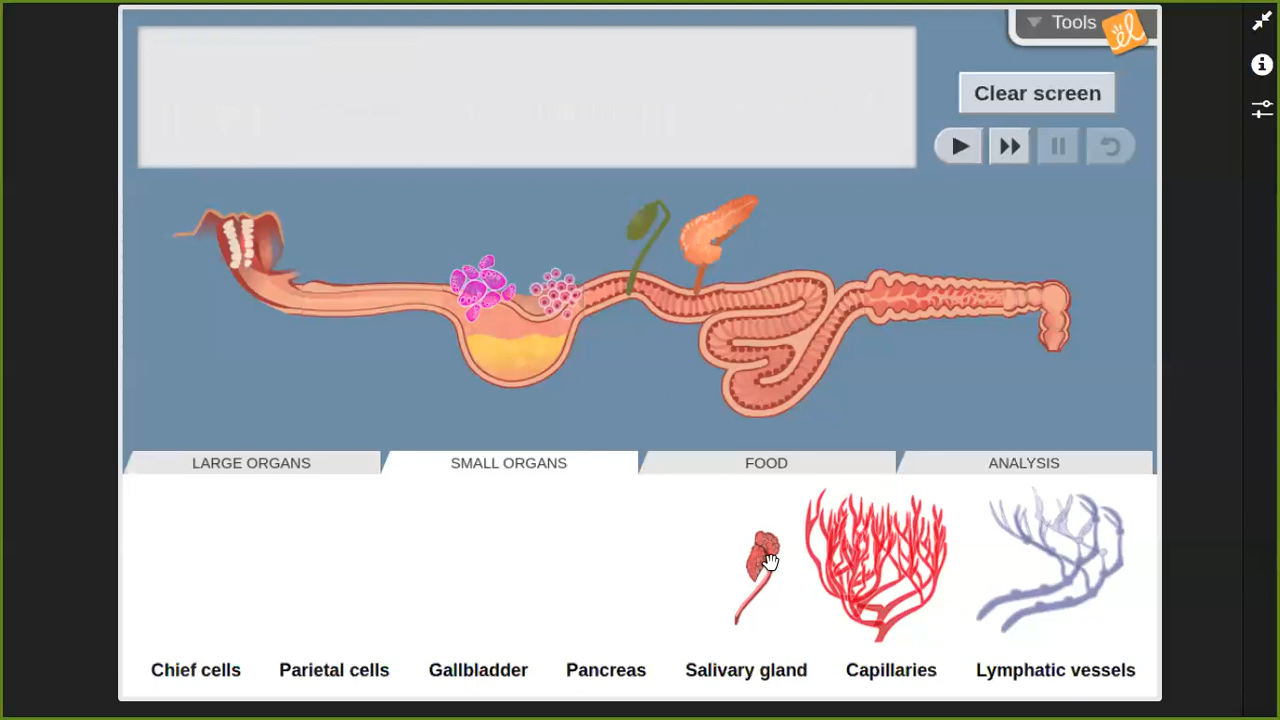 Tools
Clear screen
LARGE ORGANS
SMALL ORGANS
FOOD
ANALYSIS
Chief cells
Parietal cells
Gallbladder
Pancreas
Salivary gland
Capillaries
Lymphatic vessels